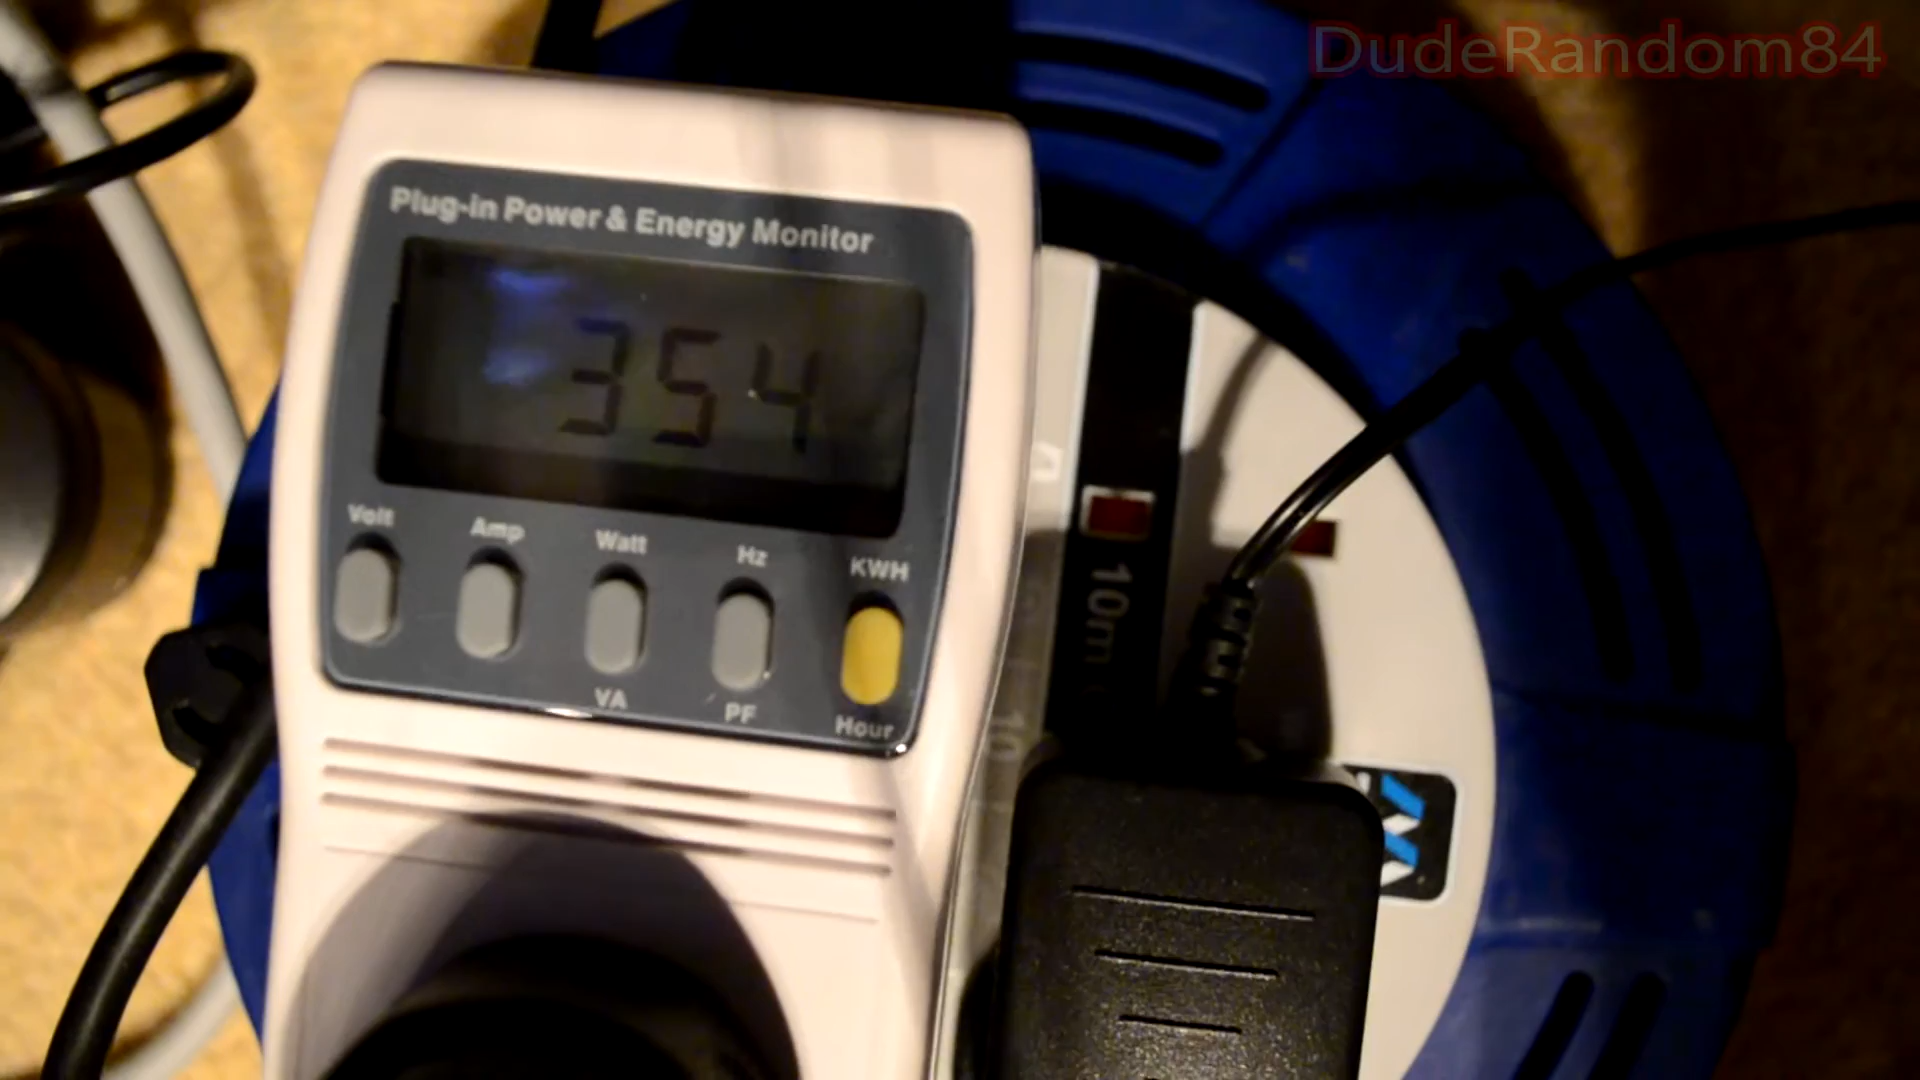 DudeRandom84
Plug-in Power & Energy Monitor
354
Volt
Amp
Watt
Hz
KWH
VA
PF
Hour
10m